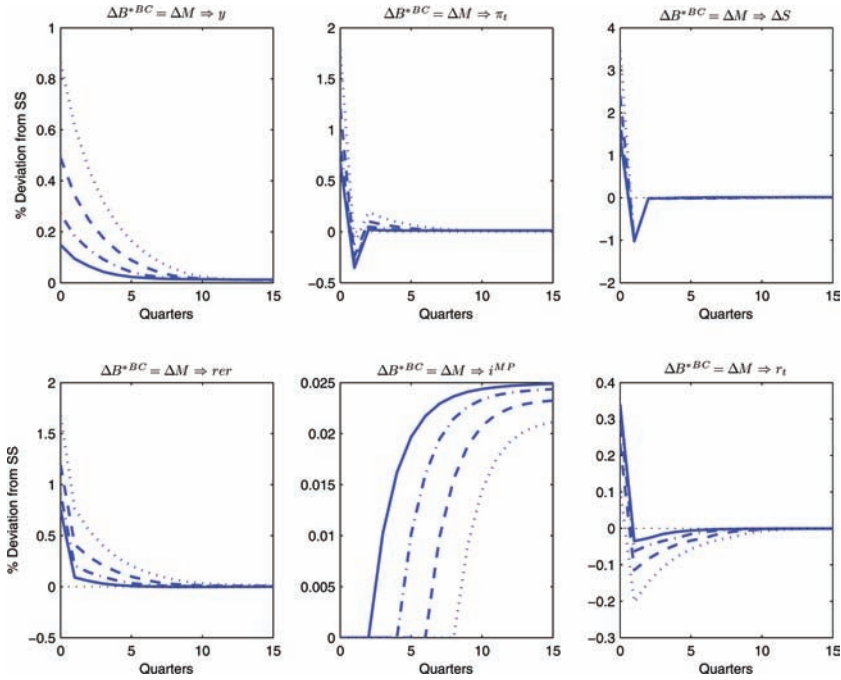 ΔB*ᴮᶜ = ΔM ⇒ y
1
0.8
0.6
0.4
0.2
0
% Deviation from SS
0 5 10 15
Quarters
ΔB*ᴮᶜ = ΔM ⇒ πₜ
2
1.5
1
0.5
0
−0.5
0 5 10 15
Quarters
ΔB*ᴮᶜ = ΔM ⇒ ΔS
4
3
2
1
0
−1
−2
0 5 10 15
Quarters
ΔB*ᴮᶜ = ΔM ⇒ rer
2
1.5
1
0.5
0
−0.5
% Deviation from SS
0 5 10 15
Quarters
ΔB*ᴮᶜ = ΔM ⇒ iᴹᴾ
0.025
0.02
0.015
0.01
0.005
0
0 5 10 15
Quarters
ΔB*ᴮᶜ = ΔM ⇒ rₜ
0.4
0.3
0.2
0.1
0
−0.1
−0.2
−0.3
0 5 10 15
Quarters